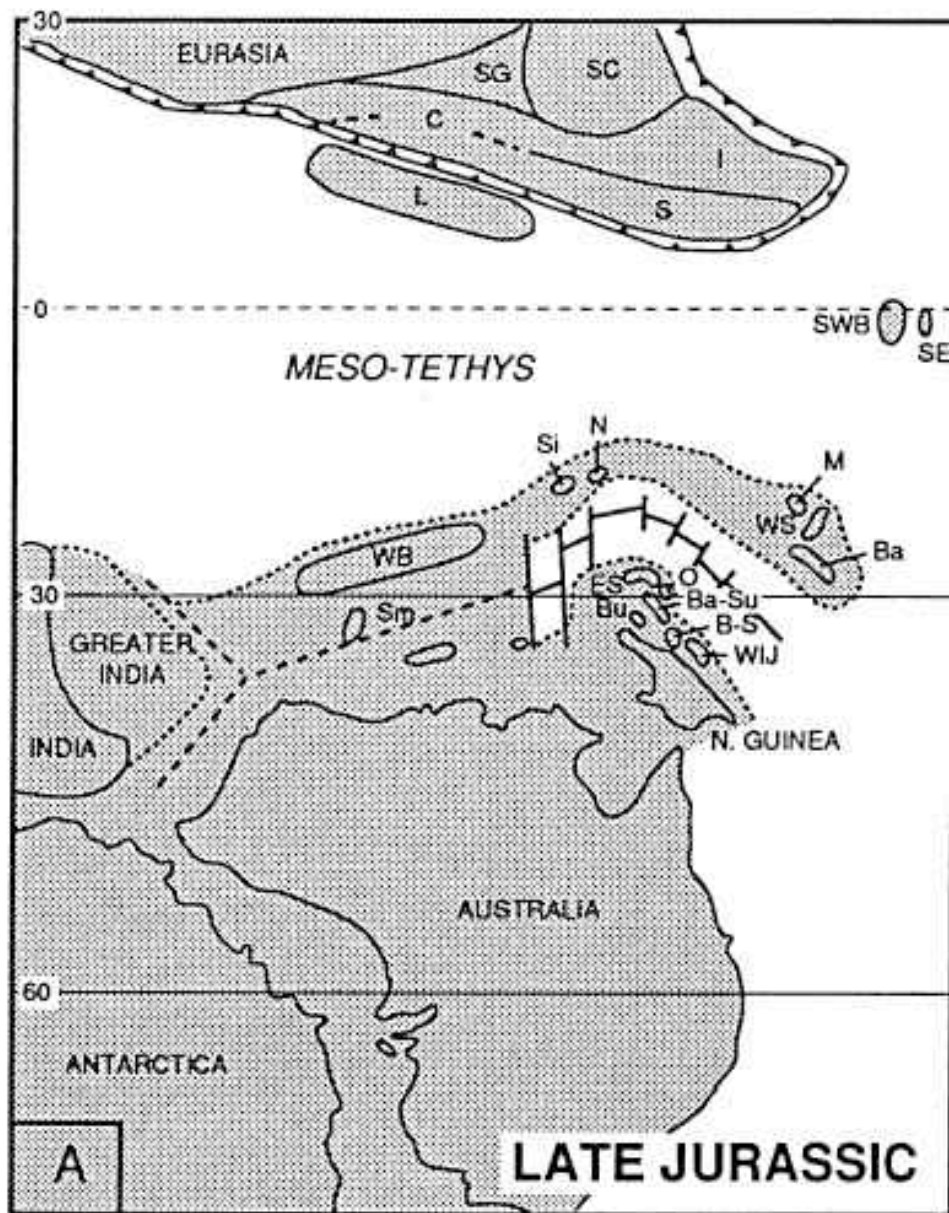 30
EURASIA
SG
SC
C
I
L
S
0
SWB
SE
MESO-TETHYS
Si
N
M
WS
WB
Ba
30
ES
O
Sm
Bu
Ba-Su
B-S
GREATER
INDIA
WIJ
INDIA
N. GUINEA
AUSTRALIA
60
ANTARCTICA
A
LATE JURASSIC